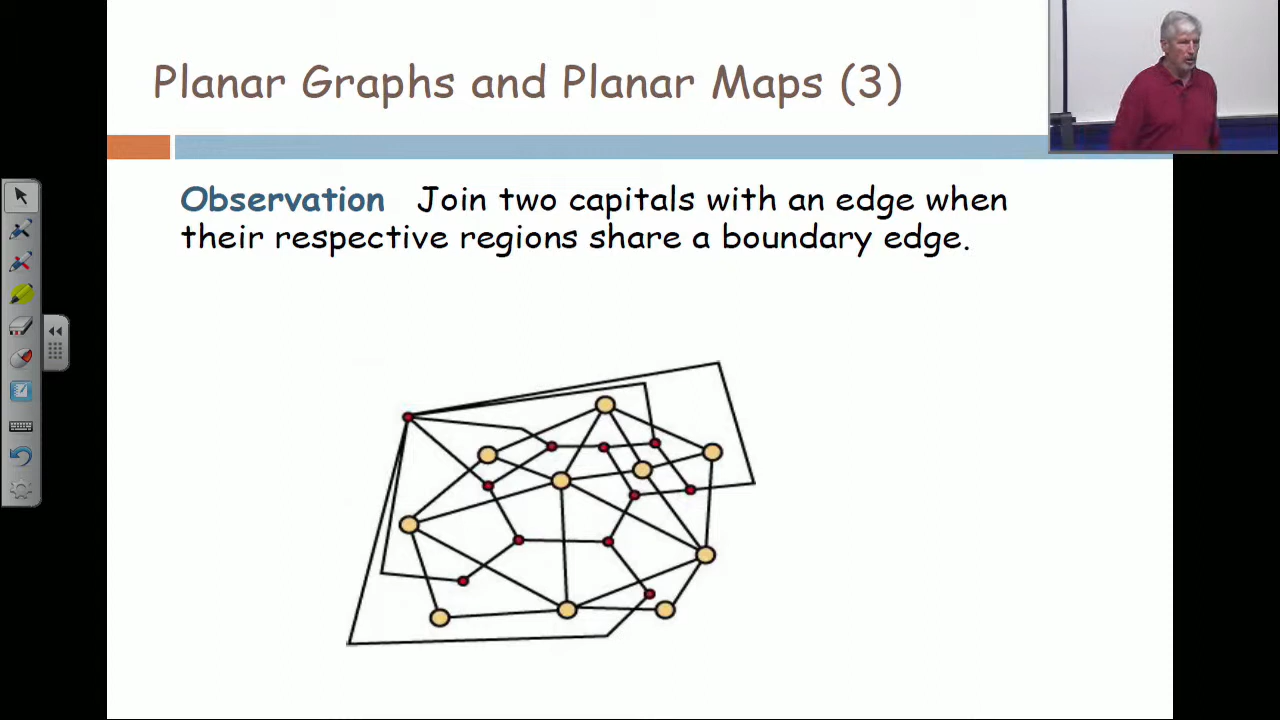 Planar Graphs and Planar Maps (3)
Observation Join two capitals with an edge when
their respective regions share a boundary edge.